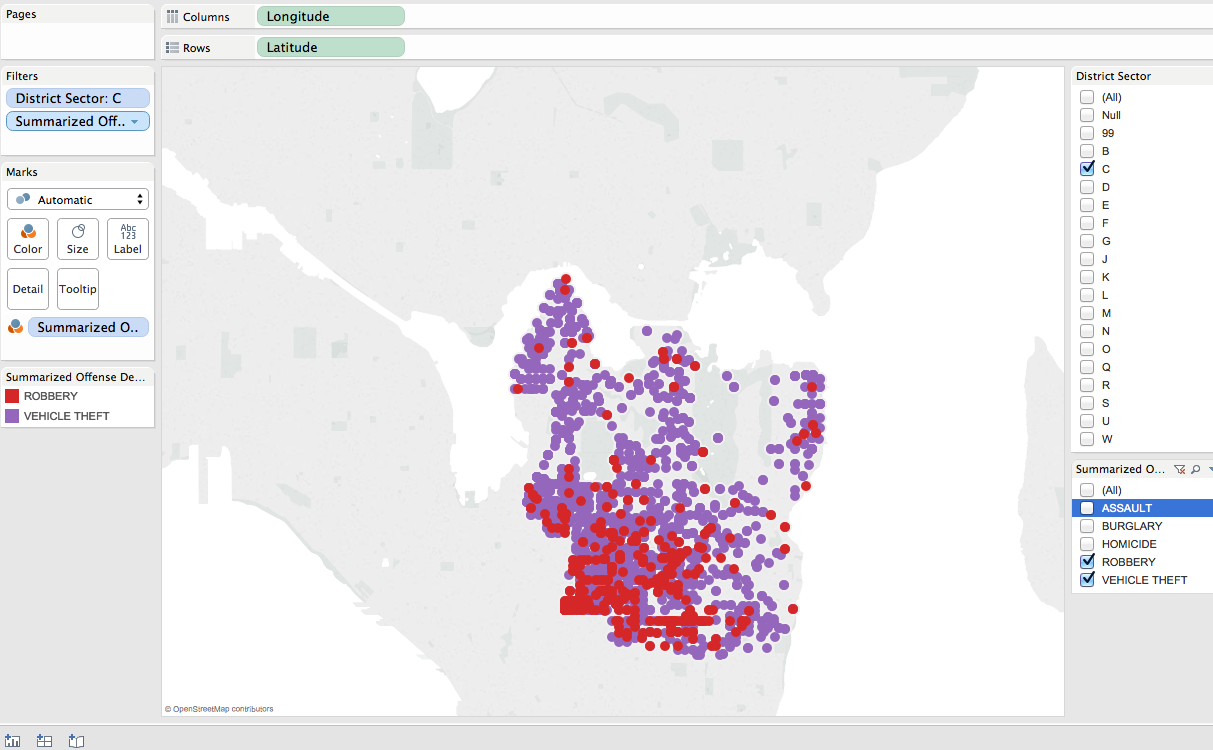 Pages
Columns
Longitude
Rows
Latitude
Filters
District Sector: C
Summarized Off..
Marks
Automatic
Color
Size
Abc
123
Label
Detail
Tooltip
Summarized O..
Summarized Offense De...
ROBBERY
VEHICLE THEFT
© OpenStreetMap contributors
District Sector
(All)
Null
99
B
C
D
E
F
G
J
K
L
M
N
O
Q
R
S
U
W
Summarized O...
(All)
ASSAULT
BURGLARY
HOMICIDE
ROBBERY
VEHICLE THEFT